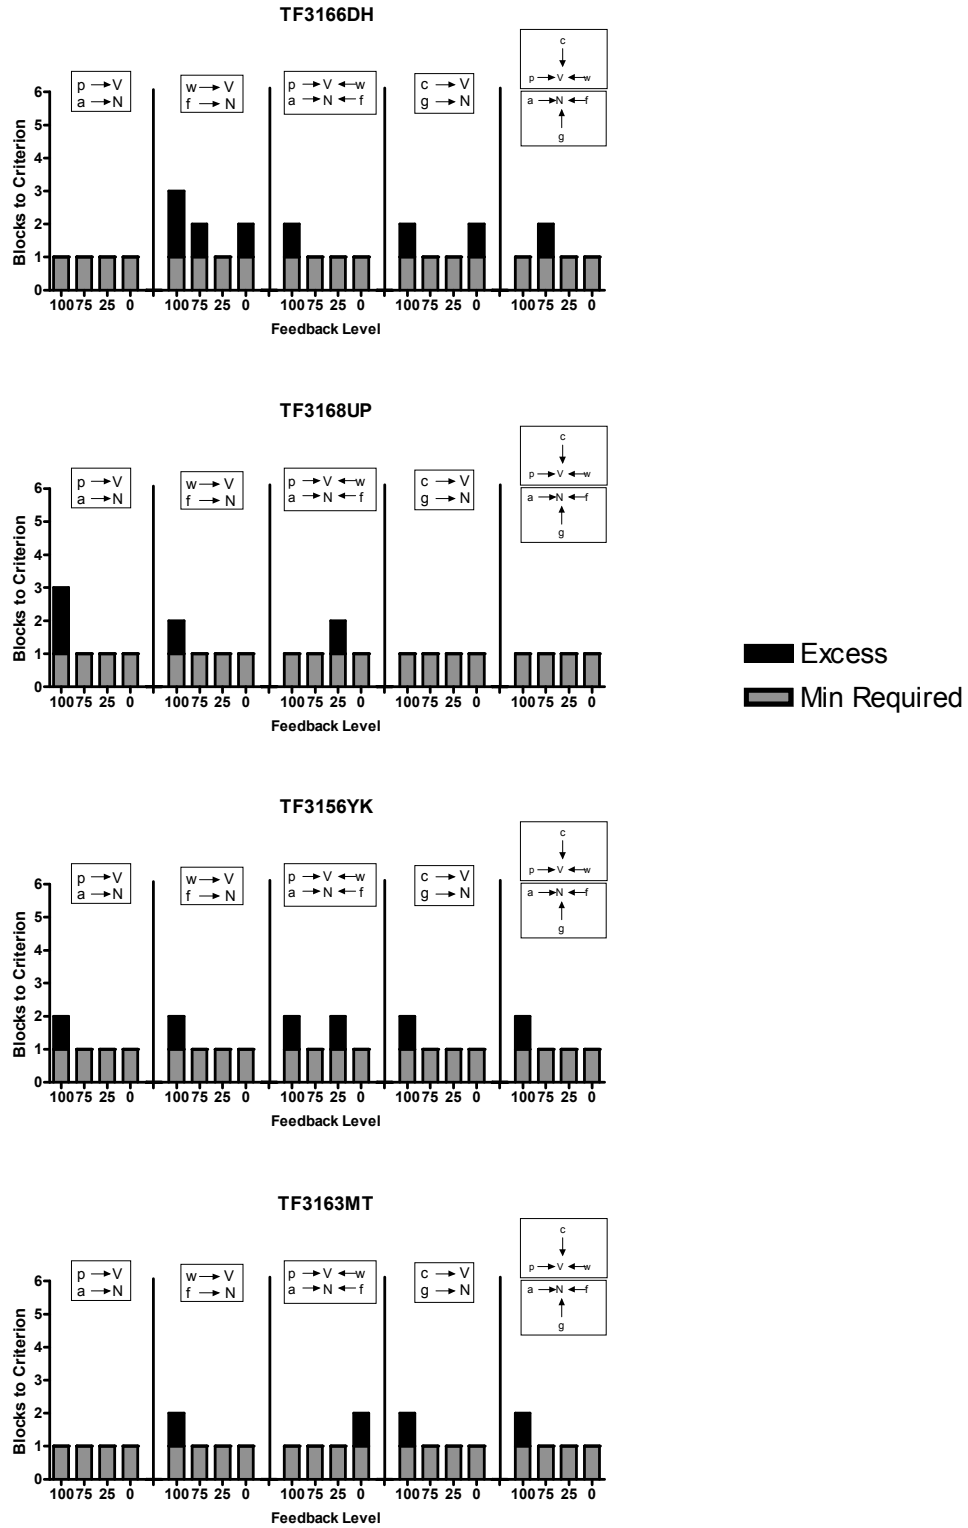 TF3166DH
c
p V w
a N f
g
p V
a N
w V
f N
p V w
a N f
c V
g N
Blocks to Criterion
6
5
4
3
2
1
0
100 75 25 0 100 75 25 0 100 75 25 0 100 75 25 0 100 75 25 0
Feedback Level
TF3168UP
c
p V w
a N f
g
p V
a N
w V
f N
p V w
a N f
c V
g N
Blocks to Criterion
6
5
4
3
2
1
0
100 75 25 0 100 75 25 0 100 75 25 0 100 75 25 0 100 75 25 0
Feedback Level
Excess
Min Required
TF3156YK
c
p V w
a N f
g
p V
a N
w V
f N
p V w
a N f
c V
g N
Blocks to Criterion
6
5
4
3
2
1
0
100 75 25 0 100 75 25 0 100 75 25 0 100 75 25 0 100 75 25 0
Feedback Level
TF3163MT
c
p V w
a N f
g
p V
a N
w V
f N
p V w
a N f
c V
g N
Blocks to Criterion
6
5
4
3
2
1
0
100 75 25 0 100 75 25 0 100 75 25 0 100 75 25 0 100 75 25 0
Feedback Level